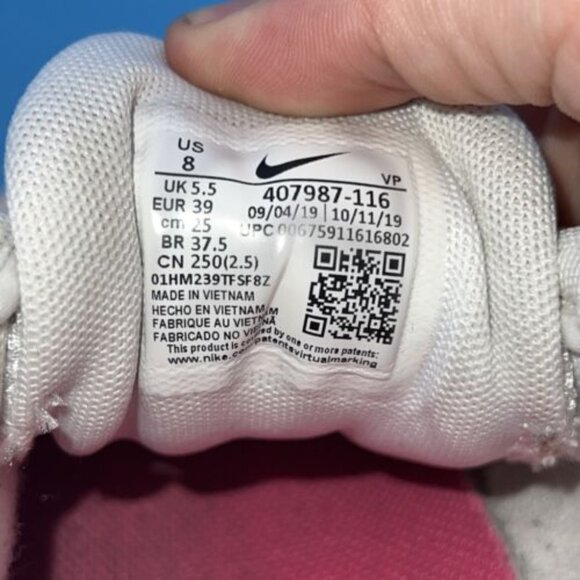 US
8
VP
UK 5.5
407987-116
EUR 39
09/04/19 | 10/11/19
cm 25
UPC 00675911616802
BR 37.5
CN 250(2.5)
01HM239TFSF8Z
MADE IN VIETNAM
HECHO EN VIETNAM
FABRIQUE AU VIETNAM
FABRICADO NO VIETNAM
This product is by one or more patents:
www.nike.com/patentsvirtualmarking